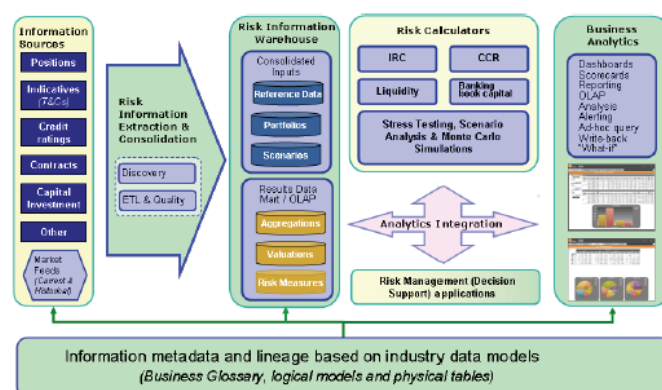 Information
Sources
Positions
Indicatives
(T&Cs)
Credit
ratings
Contracts
Capital
Investment
Other
Market
Feeds
(Current &
Historical)
Risk
Information
Extraction &
Consolidation
Discovery
ETL & Quality
Risk Information
Warehouse
Consolidated
Inputs
Reference Data
Portfolios
Scenarios
Results Data
Mart / OLAP
Aggregations
Valuations
Risk Measures
Risk Calculators
IRC
CCR
Liquidity
Banking
book capital
Stress Testing, Scenario
Analysis & Monte Carlo
Simulations
Analytics Integration
Risk Management (Decision
Support) applications
Business
Analytics
Dashboards
Scorecards
Reporting
OLAP
Analysis
Alerting
Ad-hoc query
Write-back
"What-if"
Information metadata and lineage based on industry data models
(Business Glossary, logical models and physical tables)